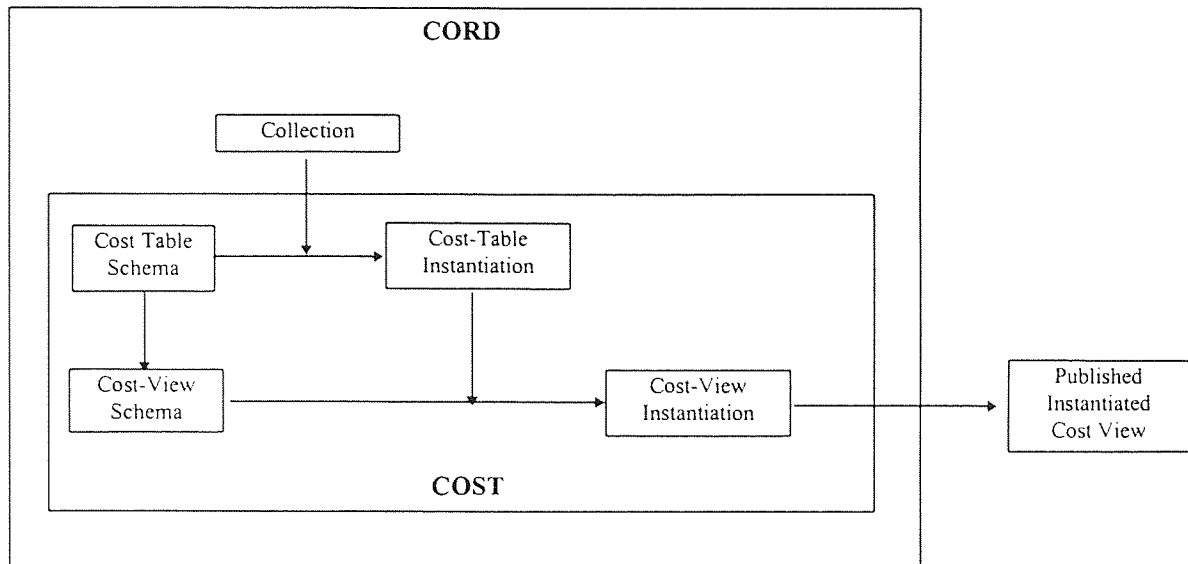 CORD
Collection
Cost Table
Schema
Cost-Table
Instantiation
Cost-View
Schema
Cost-View
Instantiation
Published
Instantiated
Cost View
COST